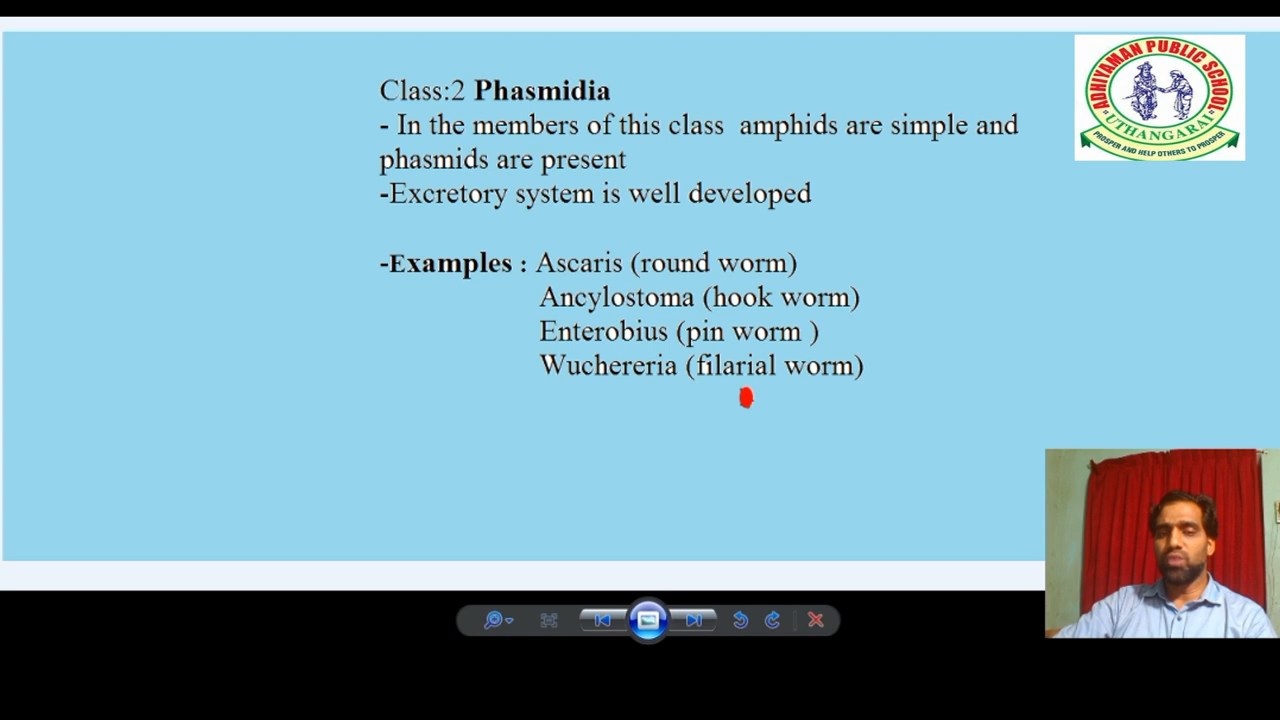 Class:2 Phasmidia
- In the members of this class amphids are simple and
phasmids are present
-Excretory system is well developed
-Examples : Ascaris (round worm)
Ancylostoma (hook worm)
Enterobius (pin worm )
Wuchereria (filarial worm)
ADHIYAMAN PUBLIC SCHOOL
UTHANGARAI
PROSPER AND HELP OTHERS TO PROSPER